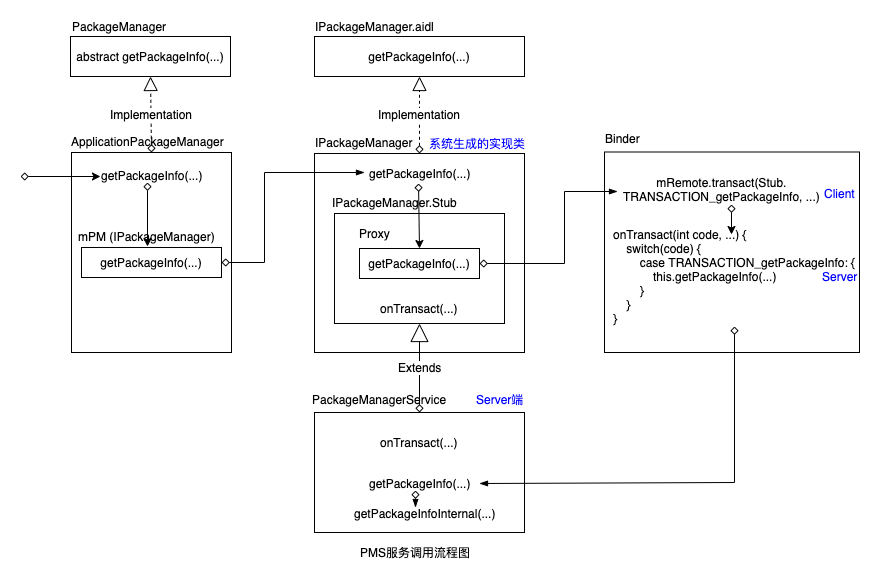 PackageManager
abstract getPackageInfo(...)
Implementation
ApplicationPackageManager
getPackageInfo(...)
mPM (IPackageManager)
getPackageInfo(...)
IPackageManager.aidl
getPackageInfo(...)
Implementation
IPackageManager
系统生成的实现类
getPackageInfo(...)
IPackageManager.Stub
Proxy
getPackageInfo(...)
onTransact(...)
Extends
PackageManagerService
Server端
onTransact(...)
getPackageInfo(...)
getPackageInfoInternal(...)
Binder
mRemote.transact(Stub.
TRANSACTION_getPackageInfo, ...)
Client
onTransact(int code, ...) {
switch(code) {
case TRANSACTION_getPackageInfo: {
this.getPackageInfo(...)
Server
}
}
}
PMS服务调用流程图